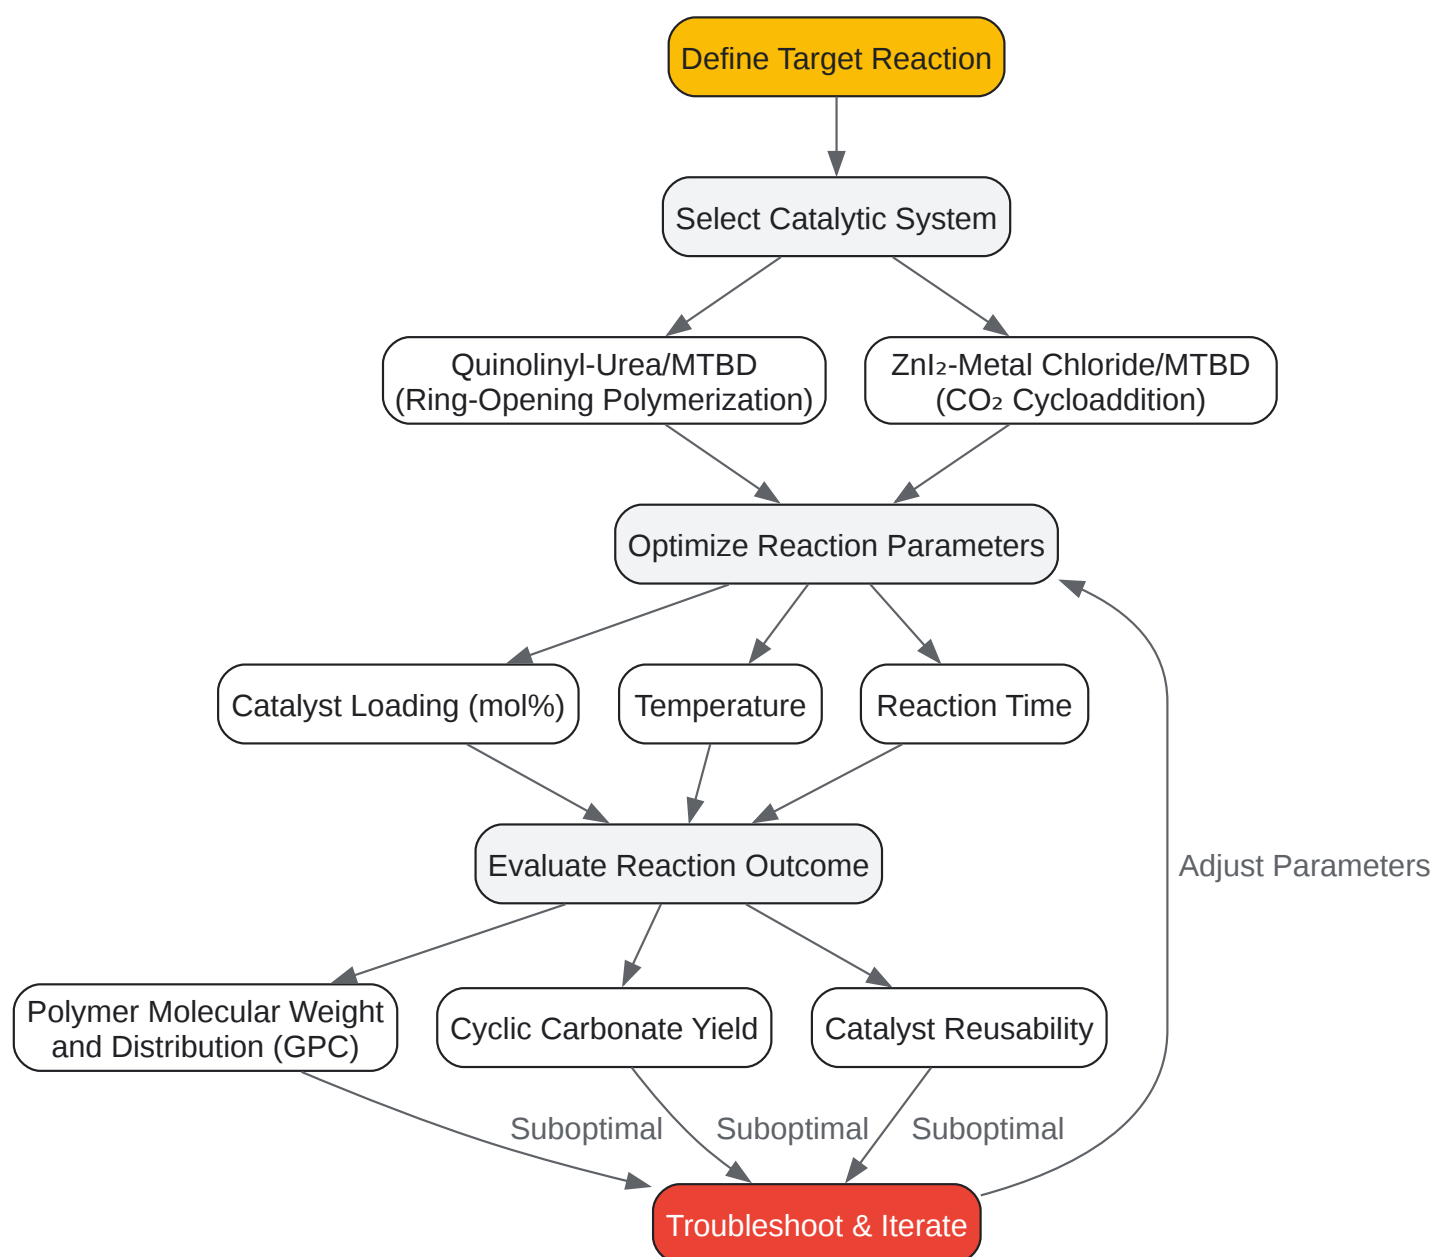 Define Target Reaction
Select Catalytic System
Quinolinyl-Urea/MTBD
(Ring-Opening Polymerization)
ZnI₂-Metal Chloride/MTBD
(CO₂ Cycloaddition)
Optimize Reaction Parameters
Catalyst Loading (mol%)
Temperature
Reaction Time
Evaluate Reaction Outcome
Adjust Parameters
Polymer Molecular Weight
and Distribution (GPC)
Cyclic Carbonate Yield
Catalyst Reusability
Suboptimal
Suboptimal
Suboptimal
Troubleshoot & Iterate